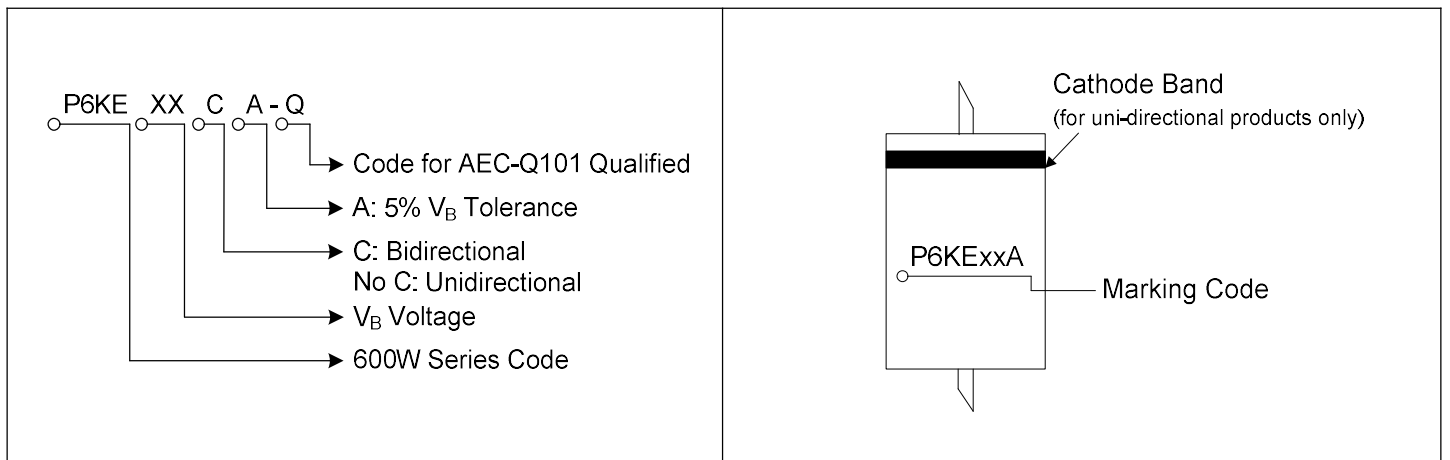 P6KE XX C A - Q
Code for AEC-Q101 Qualified
A: 5% VB Tolerance
C: Bidirectional
No C: Unidirectional
VB Voltage
600W Series Code
Cathode Band
(for uni-directional products only)
P6KExxA
Marking Code